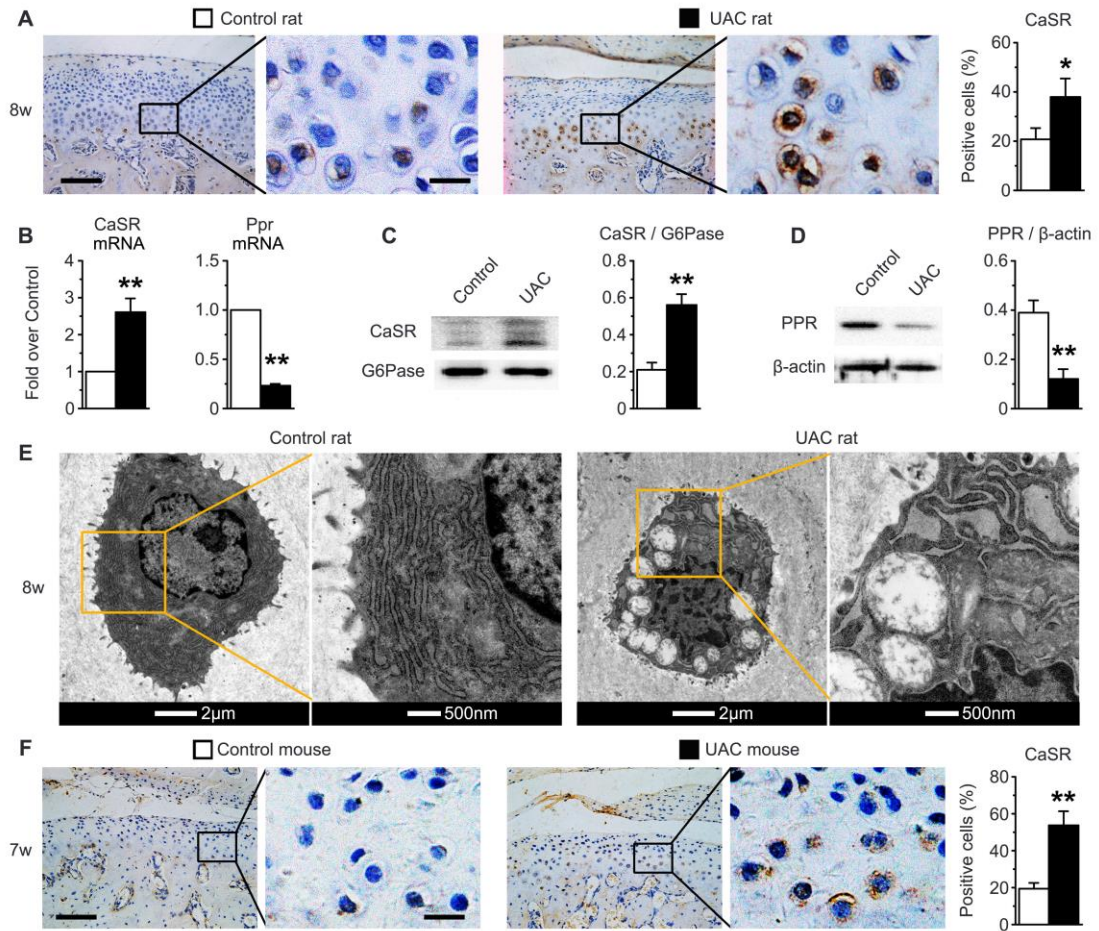 A
Control rat
UAC rat
CaSR
8w
Positive cells (%)
60
40
20
0
*
B
CaSR
mRNA
Ppr
mRNA
Fold over Control
4
3
2
1
0
**
1.5
1.0
0.5
0
**
C
Control
UAC
CaSR
G6Pase
CaSR / G6Pase
0.8
0.6
0.4
0.2
0
**
D
Control
UAC
PPR
β-actin
PPR / β-actin
0.6
0.4
0.2
0
**
E
Control rat
UAC rat
8w
2µm
500nm
2µm
500nm
F
Control mouse
UAC mouse
CaSR
7w
Positive cells (%)
80
60
40
20
0
**